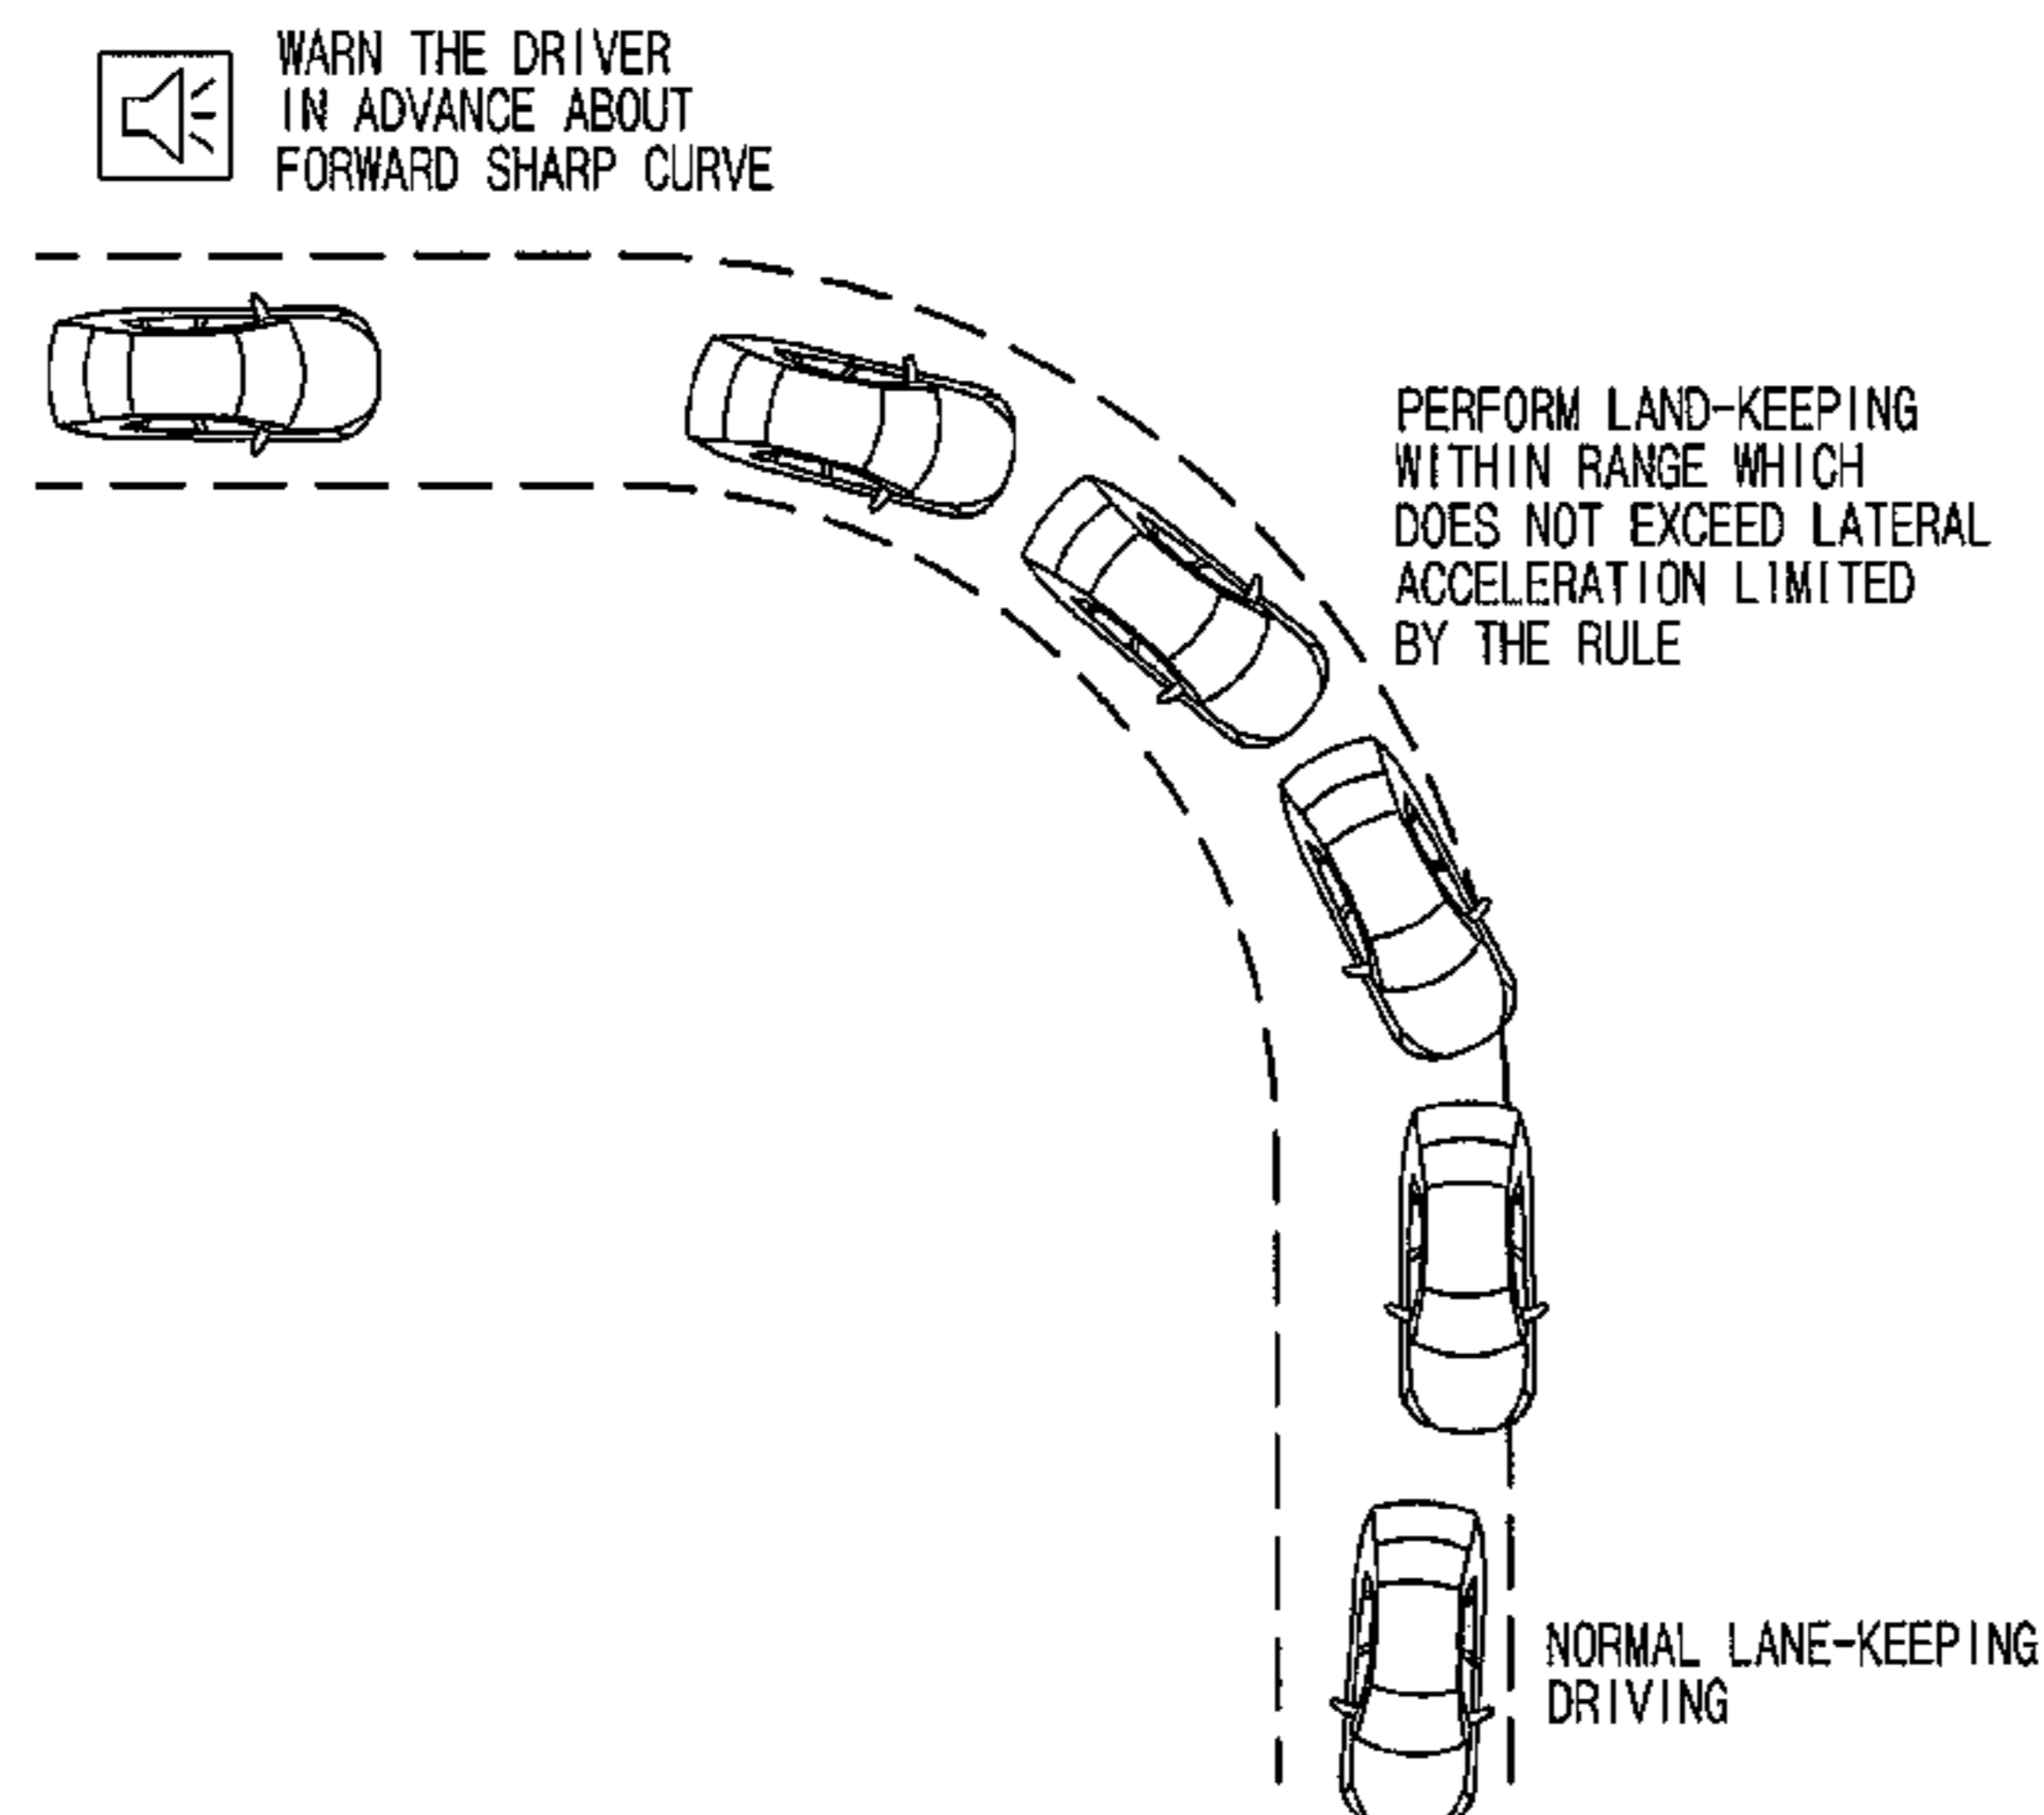 WARN THE DRIVER
IN ADVANCE ABOUT
FORWARD SHARP CURVE
PERFORM LAND-KEEPING
WITHIN RANGE WHICH
DOES NOT EXCEED LATERAL
ACCELERATION LIMITED
BY THE RULE
NORMAL LANE-KEEPING
DRIVING